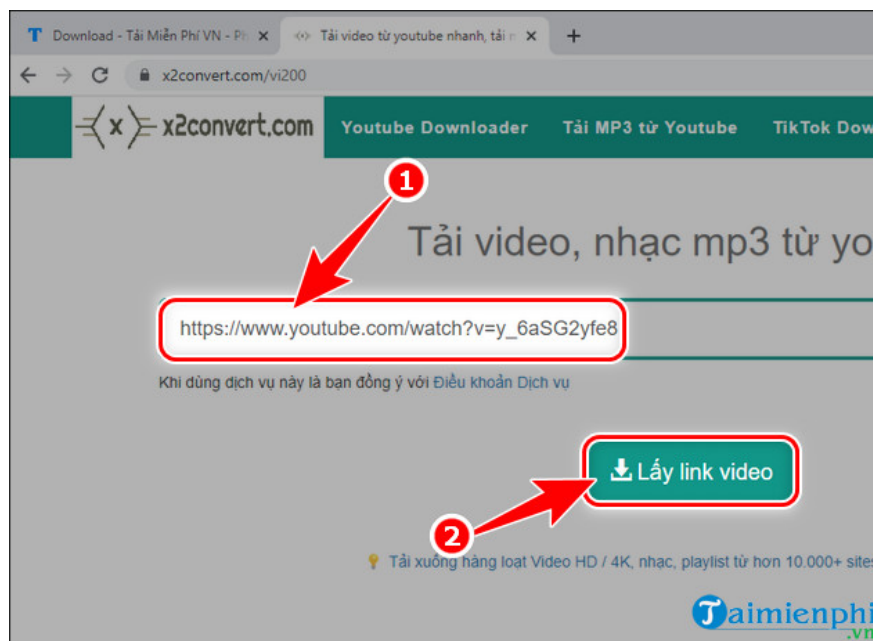 Download - Tải Miễn Phí VN - Ph
Tải video từ youtube nhanh, tải
x2convert.com/vi200
x2convert.com
Youtube Downloader
Tải MP3 từ Youtube
TikTok Dow
1
Tải video, nhạc mp3 từ yo
https://www.youtube.com/watch?v=y_6aSG2yfe8
Khi dùng dịch vụ này là bạn đồng ý với Điều khoản Dịch vụ
Lấy link video
2
Tải xuống hàng loạt Video HD / 4K, nhạc, playlist từ hơn 10.000+ sites
Taimienphi
.vn